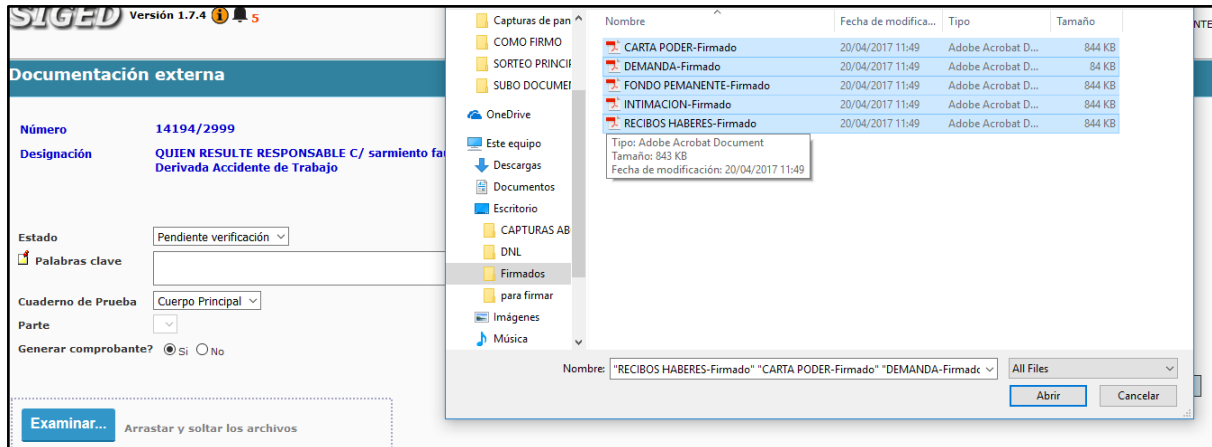 SIGED Versión 1.7.4 5
Documentación externa
Número 14194/2999
Designación QUIEN RESULTE RESPONSABLE C/ sarmiento
Derivada Accidente de Trabajo
Estado Pendiente verificación
Palabras clave
Cuaderno de Prueba Cuerpo Principal
Parte
Generar comprobante? Si No
Examinar... Arrastar y soltar los archivos
Capturas de pan
COMO FIRMO
SORTEO PRINCIP
SUBO DOCUMEN
OneDrive
Este equipo
Descargas
Documentos
Escritorio
CAPTURAS AB
DNL
Firmados
para firmar
Imágenes
Música
Nombre Fecha de modifica... Tipo Tamaño
CARTA PODER-Firmado 20/04/2017 11:49 Adobe Acrobat D... 844 KB
DEMANDA-Firmado 20/04/2017 11:49 Adobe Acrobat D... 84 KB
FONDO PEMANENTE-Firmado 20/04/2017 11:49 Adobe Acrobat D... 844 KB
INTIMACION-Firmado 20/04/2017 11:49 Adobe Acrobat D... 844 KB
RECIBOS HABERES-Firmado 20/04/2017 11:49 Adobe Acrobat D... 844 KB
Tipo: Adobe Acrobat Document
Tamaño: 843 KB
Fecha de modificación: 20/04/2017 11:49
Nombre: "RECIBOS HABERES-Firmado" "CARTA PODER-Firmado" "DEMANDA-Firmadc All Files
Abrir Cancelar
NTE